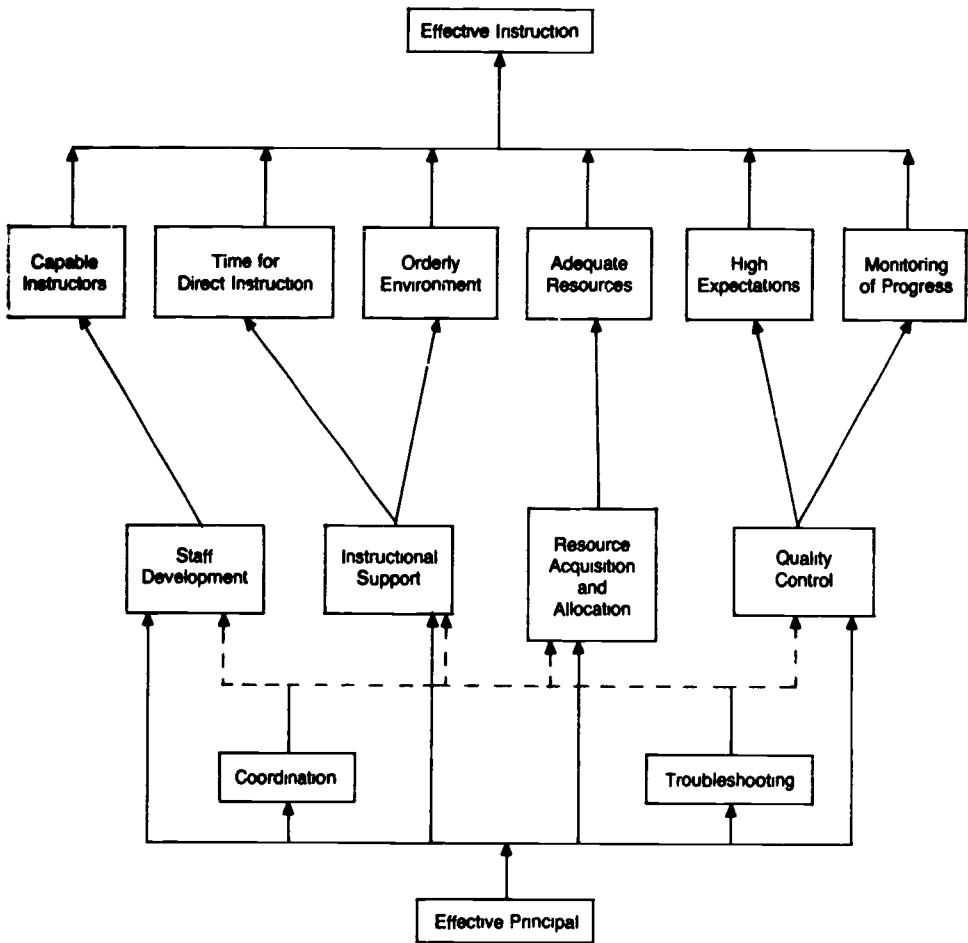 Effective Instruction
Capable
Instructors
Time for
Direct Instruction
Orderly
Environment
Adequate
Resources
High
Expectations
Monitoring
of Progress
Staff
Development
Instructional
Support
Resource
Acquisition
and
Allocation
Quality
Control
Coordination
Troubleshooting
Effective Principal